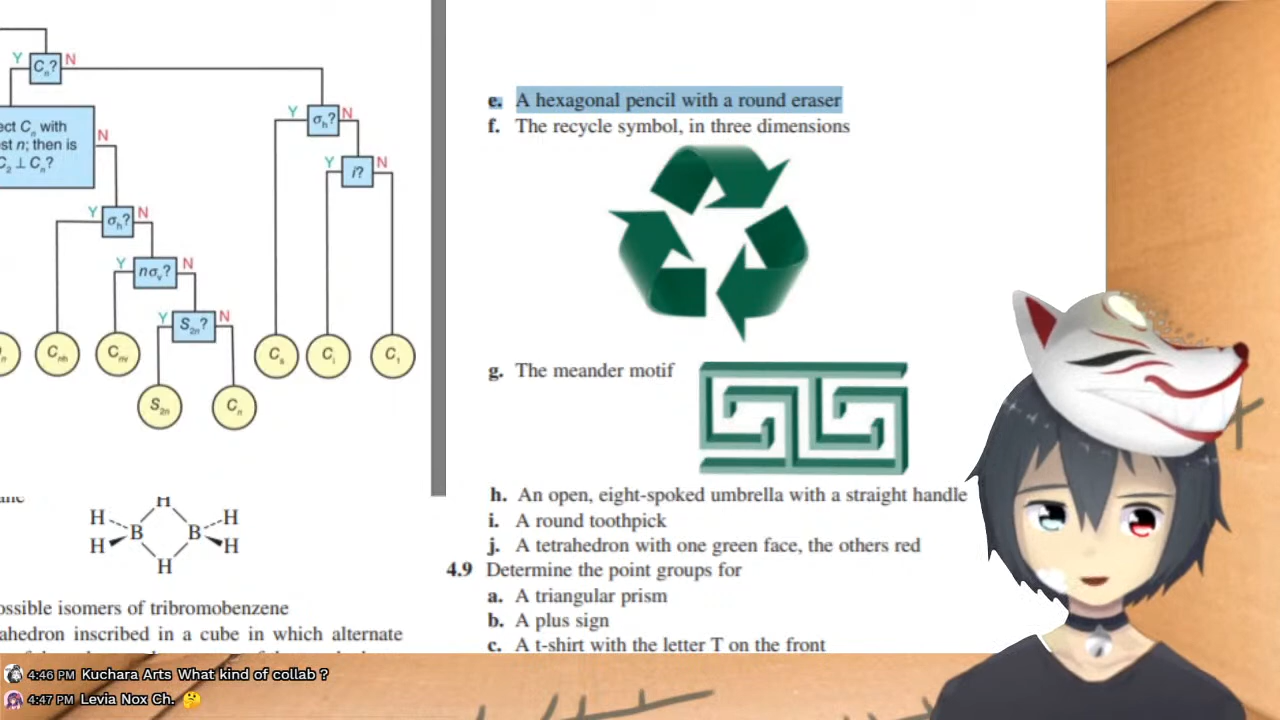 Y C_n? N
ect C_n with
st n; then is
C_2 ⊥ C_n?
N
Y σ_h? N
Y nσ_v? N
Y S_2n? N
C_nh C_nv
S_2n C_n
Y σ_h? N
Y i? N
C_s C_i C_1
H
H B B H
H H
H
ossible isomers of tribromobenzene
ahedron inscribed in a cube in which alternate
e. A hexagonal pencil with a round eraser
f. The recycle symbol, in three dimensions
g. The meander motif
h. An open, eight-spoked umbrella with a straight handle
i. A round toothpick
j. A tetrahedron with one green face, the others red
4.9 Determine the point groups for
a. A triangular prism
b. A plus sign
c. A t-shirt with the letter T on the front
4:46 PM Kuchara Arts What kind of collab ?
4:47 PM Levia Nox Ch. 🤔